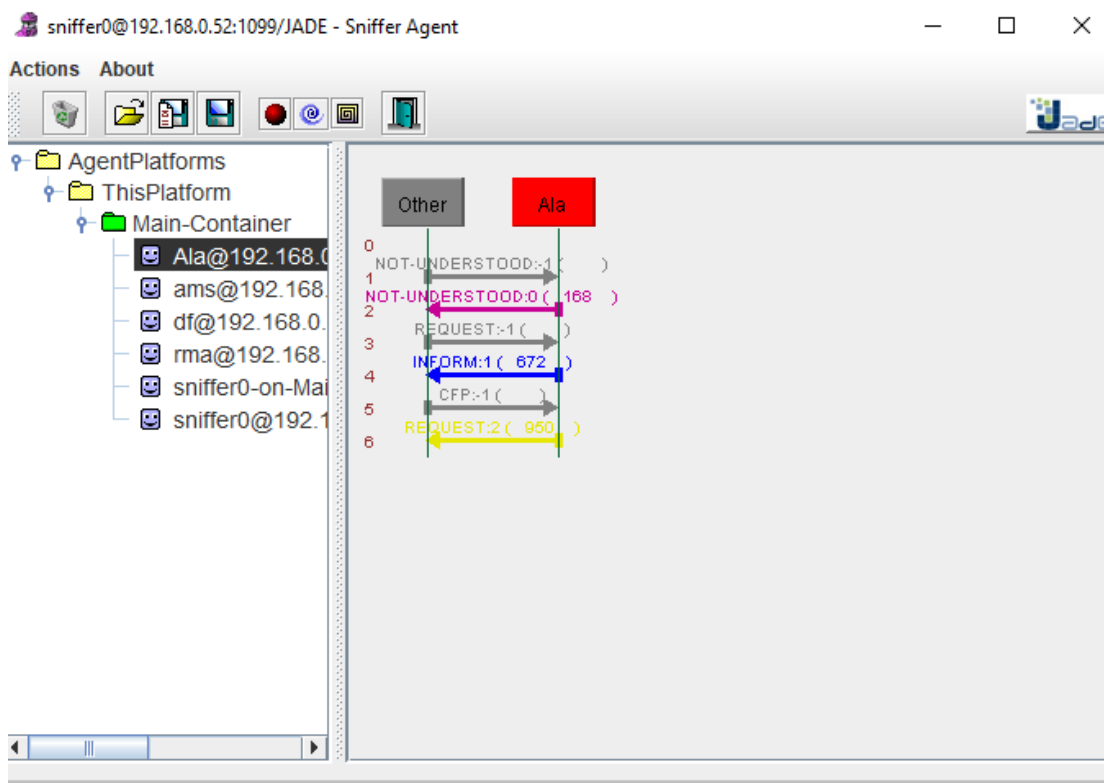 sniffer0@192.168.0.52:1099/JADE - Sniffer Agent
Actions About
Jade
AgentPlatforms
ThisPlatform
Main-Container
Ala@192.168.0
ams@192.168.
df@192.168.0.
rma@192.168.
sniffer0-on-Mai
sniffer0@192.1
Other Ala
0
NOT-UNDERSTOOD:-1 ( )
1
NOT-UNDERSTOOD:0 ( 168 )
2
REQUEST:-1 ( )
3
INFORM:1 ( 672 )
4
CFP:-1 ( )
5
REQUEST:2 ( 950 )
6